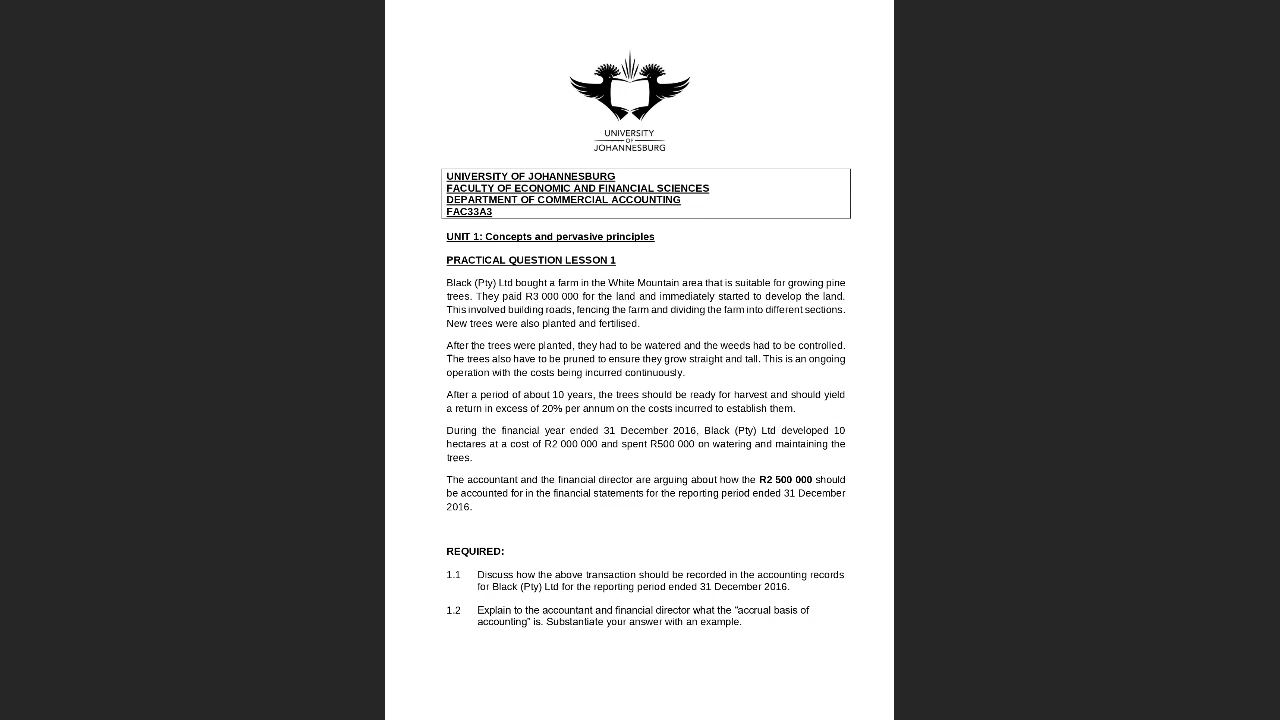 UNIVERSITY
OF
JOHANNESBURG
UNIVERSITY OF JOHANNESBURG
FACULTY OF ECONOMIC AND FINANCIAL SCIENCES
DEPARTMENT OF COMMERCIAL ACCOUNTING
FAC33A3
UNIT 1: Concepts and pervasive principles
PRACTICAL QUESTION LESSON 1
Black (Pty) Ltd bought a farm in the White Mountain area that is suitable for growing pine
trees. They paid R3 000 000 for the land and immediately started to develop the land.
This involved building roads, fencing the farm and dividing the farm into different sections.
New trees were also planted and fertilised.
After the trees were planted, they had to be watered and the weeds had to be controlled.
The trees also have to be pruned to ensure they grow straight and tall. This is an ongoing
operation with the costs being incurred continuously.
After a period of about 10 years, the trees should be ready for harvest and should yield
a return in excess of 20% per annum on the costs incurred to establish them.
During the financial year ended 31 December 2016, Black (Pty) Ltd developed 10
hectares at a cost of R2 000 000 and spent R500 000 on watering and maintaining the
trees.
The accountant and the financial director are arguing about how the R2 500 000 should
be accounted for in the financial statements for the reporting period ended 31 December
2016.
REQUIRED:
1.1 Discuss how the above transaction should be recorded in the accounting records
for Black (Pty) Ltd for the reporting period ended 31 December 2016.
1.2 Explain to the accountant and financial director what the "accrual basis of
accounting" is. Substantiate your answer with an example.